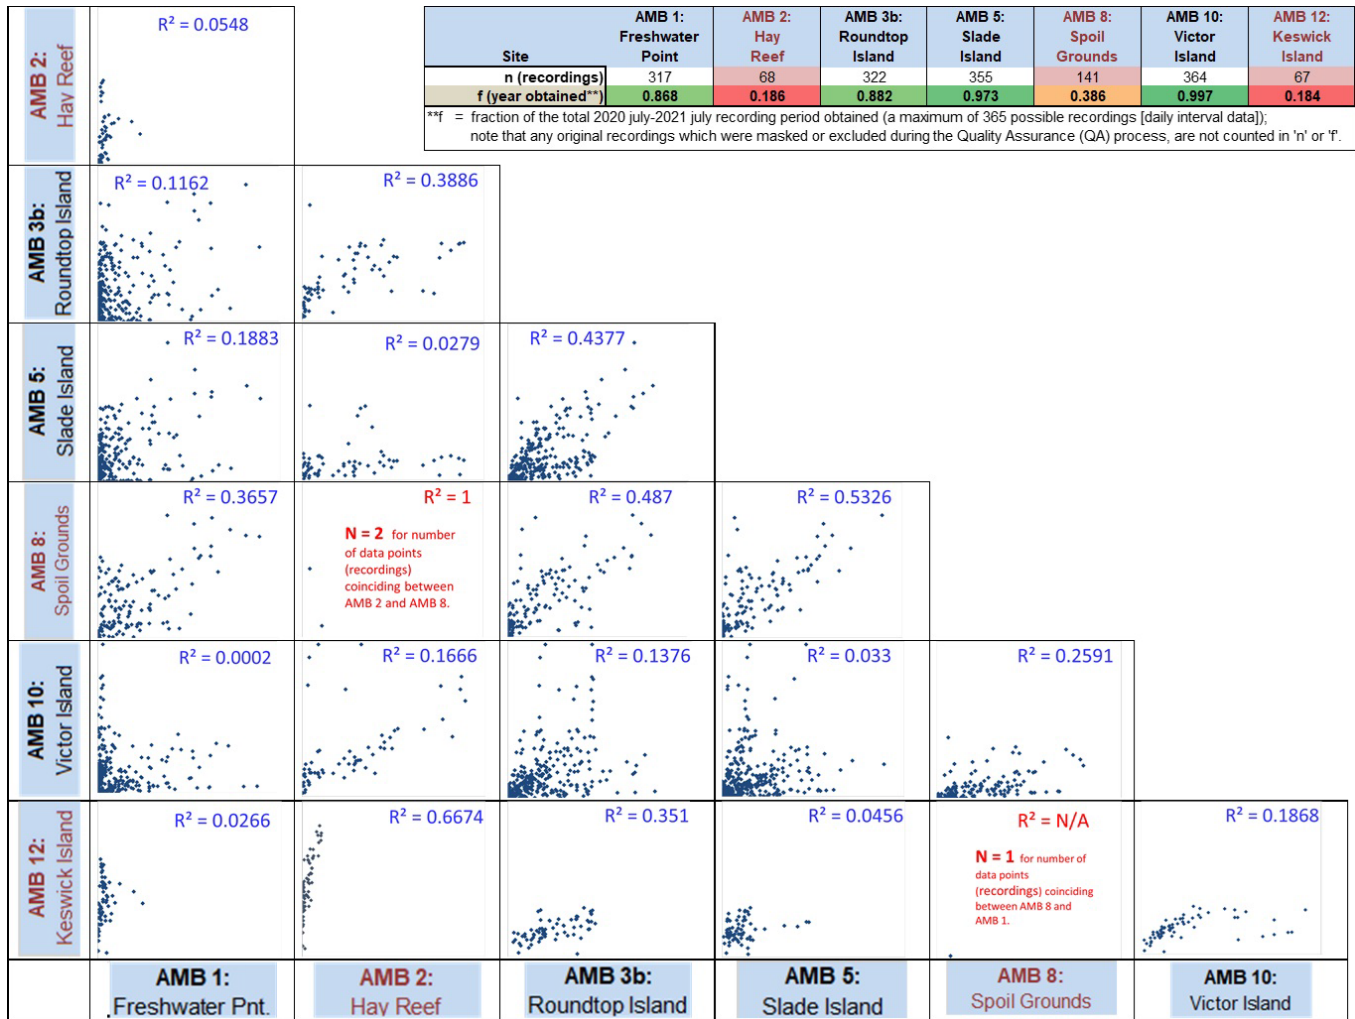 R² = 0.0548
AMB 2:
Hay Reef
Site
AMB 1:
Freshwater
Point
AMB 2:
Hay
Reef
AMB 3b:
Roundtop
Island
AMB 5:
Slade
Island
AMB 8:
Spoil
Grounds
AMB 10:
Victor
Island
AMB 12:
Keswick
Island
n (recordings) 317 68 322 355 141 364 67
f (year obtained**) 0.868 0.186 0.882 0.973 0.386 0.997 0.184
**f = fraction of the total 2020 july-2021 july recording period obtained (a maximum of 365 possible recordings [daily interval data]);
note that any original recordings which were masked or excluded during the Quality Assurance (QA) process, are not counted in 'n' or 'f'.
AMB 3b:
Roundtop Island
R² = 0.1162
R² = 0.3886
AMB 5:
Slade Island
R² = 0.1883
R² = 0.0279
R² = 0.4377
AMB 8:
Spoil Grounds
R² = 0.3657
R² = 1
N = 2 for number
of data points
(recordings)
coinciding between
AMB 2 and AMB 8.
R² = 0.487
R² = 0.5326
AMB 10:
Victor Island
R² = 0.0002
R² = 0.1666
R² = 0.1376
R² = 0.033
R² = 0.2591
AMB 12:
Keswick Island
R² = 0.0266
R² = 0.6674
R² = 0.351
R² = 0.0456
R² = N/A
N = 1 for number of
data points
(recordings) coinciding
between AMB 8 and
AMB 1.
R² = 0.1868
AMB 1:
Freshwater Pnt.
AMB 2:
Hay Reef
AMB 3b:
Roundtop Island
AMB 5:
Slade Island
AMB 8:
Spoil Grounds
AMB 10:
Victor Island